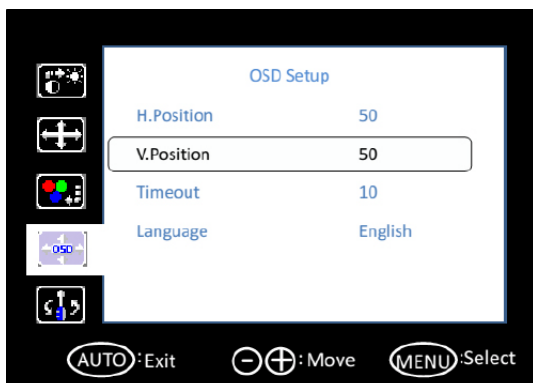 OSD Setup
H.Position 50
V.Position 50
Timeout 10
Language English
OSD
AUTO:Exit -+:Move MENU:Select